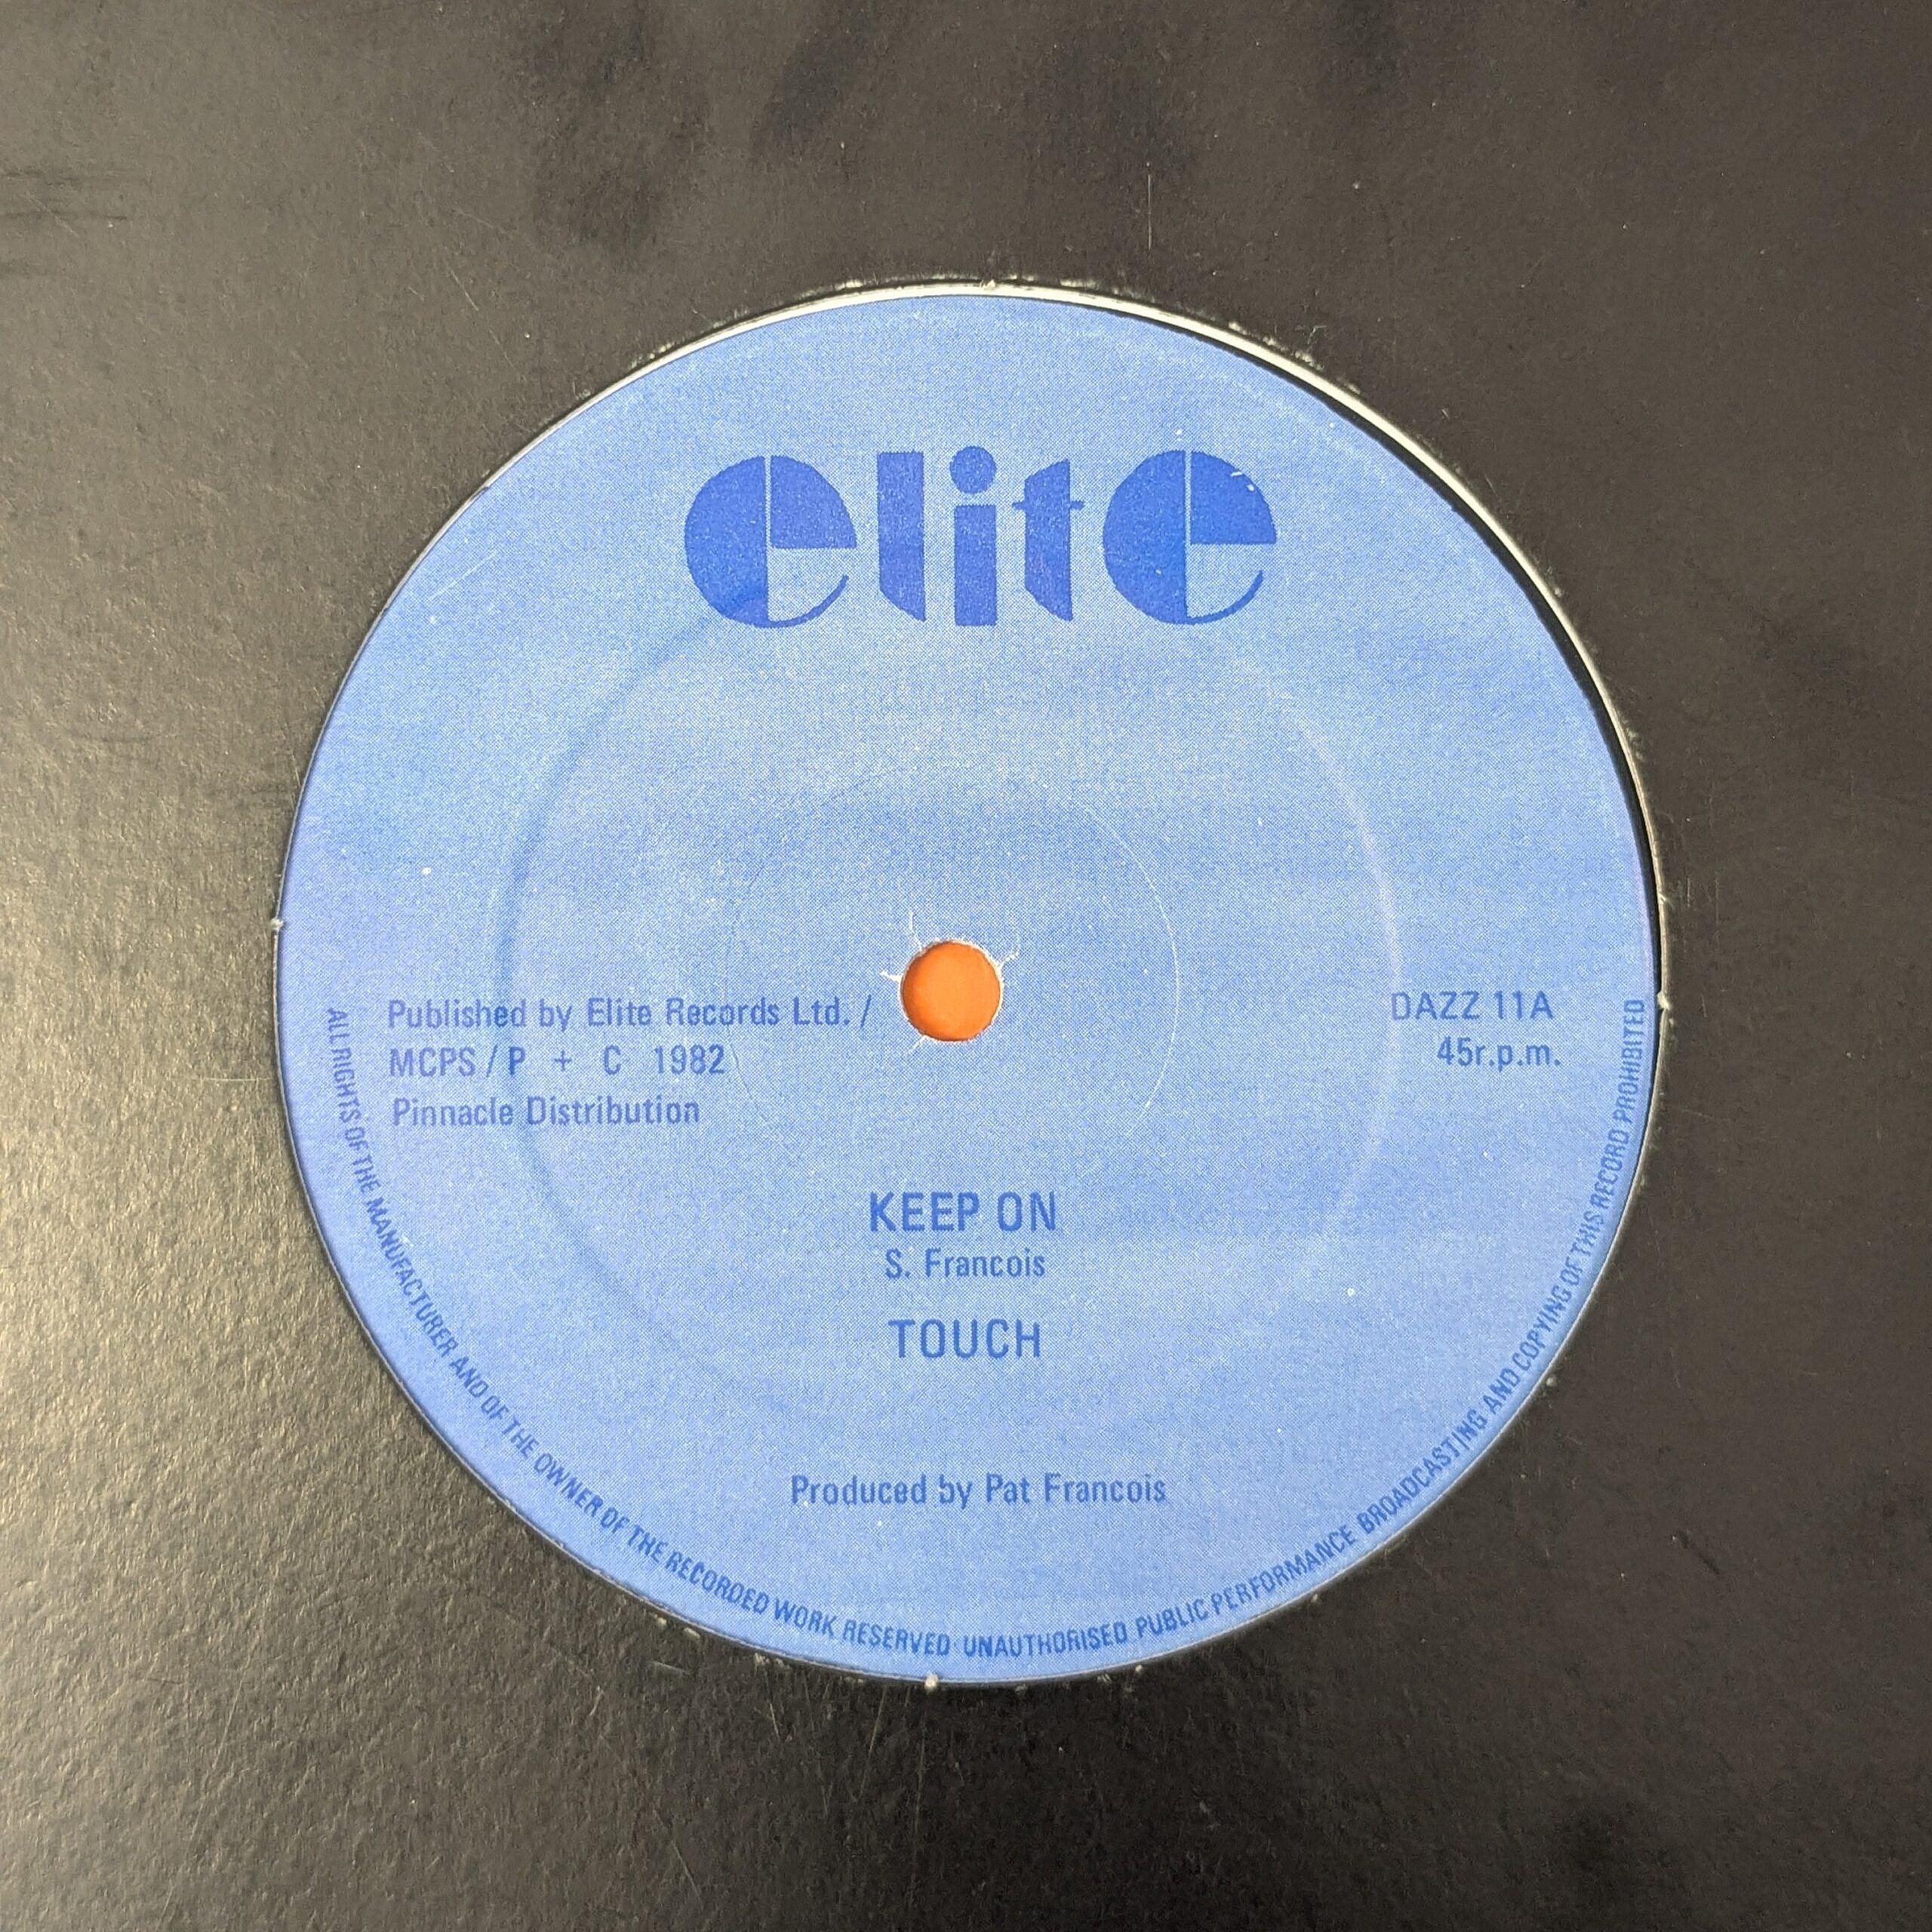 elite
Published by Elite Records Ltd. /
MCPS / P + C 1982
Pinnacle Distribution
DAZZ 11A
45r.p.m.
KEEP ON
S. Francois
TOUCH
Produced by Pat Francois
ALL RIGHTS OF THE MANUFACTURER AND OF THE OWNER OF THE RECORDED WORK RESERVED UNAUTHORISED PUBLIC PERFORMANCE BROADCASTING AND COPYING OF THIS RECORD PROHIBITED